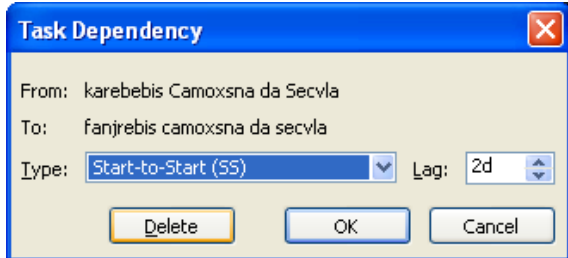 Task Dependency
From: karebebis Camoxsna da Secvla
To: fanjrebis camoxsna da secvla
Type: Start-to-Start (SS) Lag: 2d
Delete OK Cancel